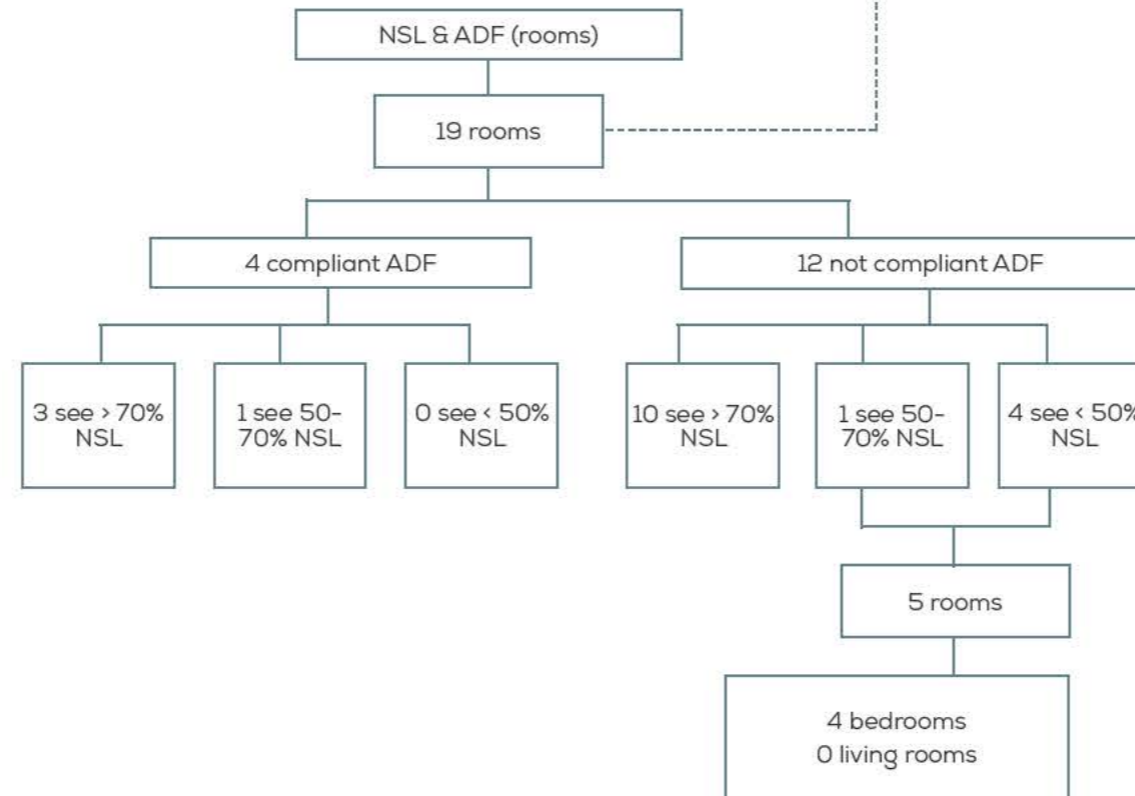 NSL & ADF (rooms)
19 rooms
4 compliant ADF
12 not compliant ADF
3 see > 70%
NSL
1 see 50-
70% NSL
0 see < 50%
NSL
10 see > 70%
NSL
1 see 50-
70% NSL
4 see < 50%
NSL
5 rooms
4 bedrooms
0 living rooms